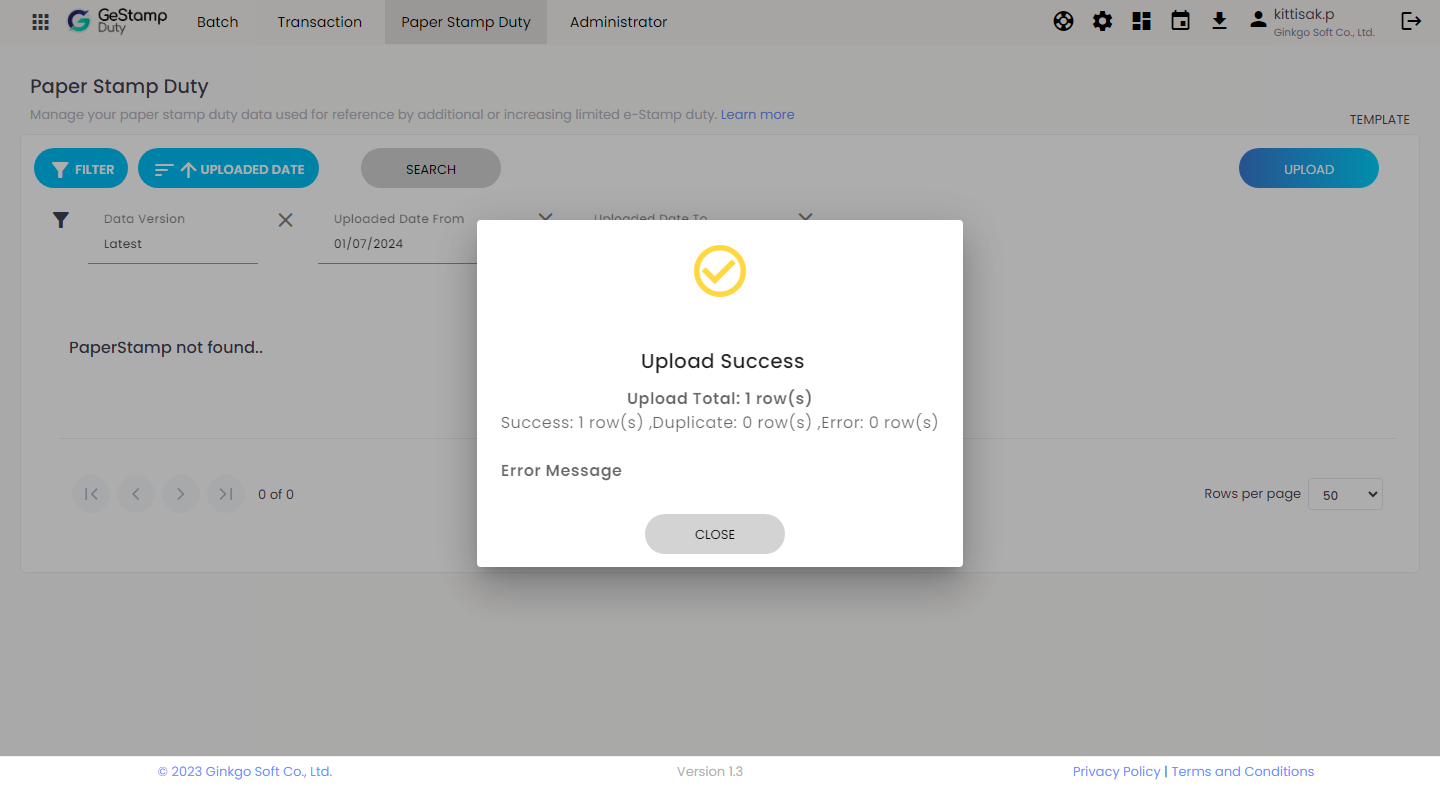 GeStamp
Duty
Batch
Transaction
Paper Stamp Duty
Administrator
kittisak.p
Ginkgo Soft Co., Ltd.
Paper Stamp Duty
Manage your paper stamp duty data used for reference by additional or increasing limited e-Stamp duty. Learn more
TEMPLATE
FILTER
UPLOADED DATE
SEARCH
UPLOAD
Data Version
Latest
Uploaded Date From
01/07/2024
Uploaded Date To
PaperStamp not found..
Upload Success
Upload Total: 1 row(s)
Success: 1 row(s) ,Duplicate: 0 row(s) ,Error: 0 row(s)
Error Message
CLOSE
0 of 0
Rows per page 50
© 2023 Ginkgo Soft Co., Ltd.
Version 1.3
Privacy Policy | Terms and Conditions